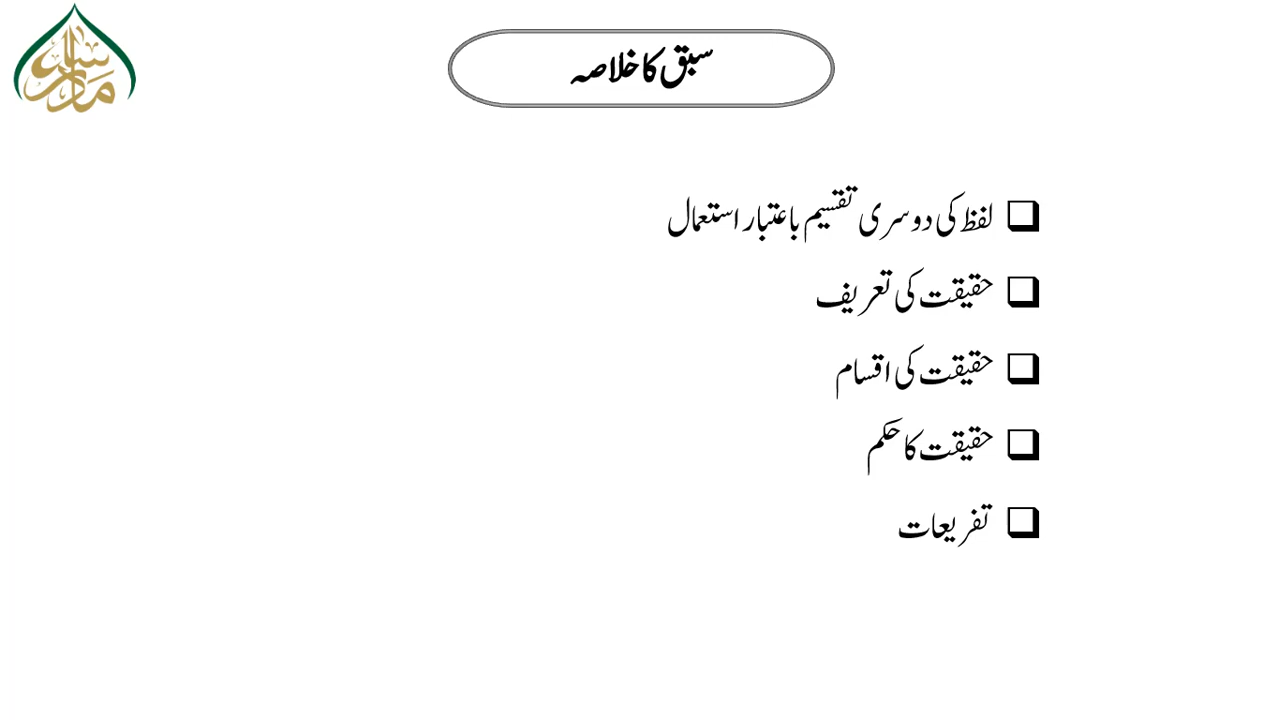 سبق کا خلاصہ
لفظ کی دوسری تقسیم باعتبار استعمال
حقیقت کی تعریف
حقیقت کی اقسام
حقیقت کا حکم
تفریعات